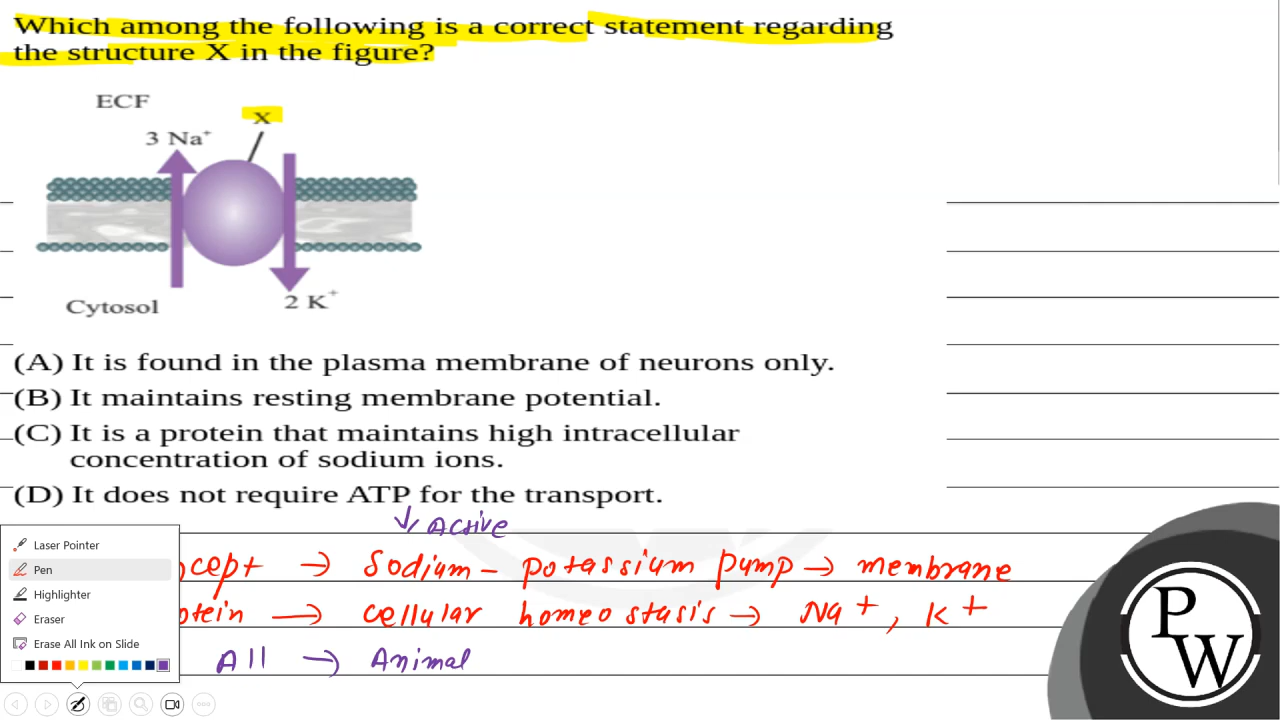 Which among the following is a correct statement regarding
the structure X in the figure?
ECF
X
3 Na+
Cytosol
2 K+
(A) It is found in the plasma membrane of neurons only.
(B) It maintains resting membrane potential.
(C) It is a protein that maintains high intracellular
concentration of sodium ions.
(D) It does not require ATP for the transport.
↓ Active
Laser Pointer
Pen
Highlighter
Eraser
Erase All Ink on Slide
ncept → Sodium - potassium pump → membrane
otein → cellular homeostasis → Na+, K+
All → Animal
P
W